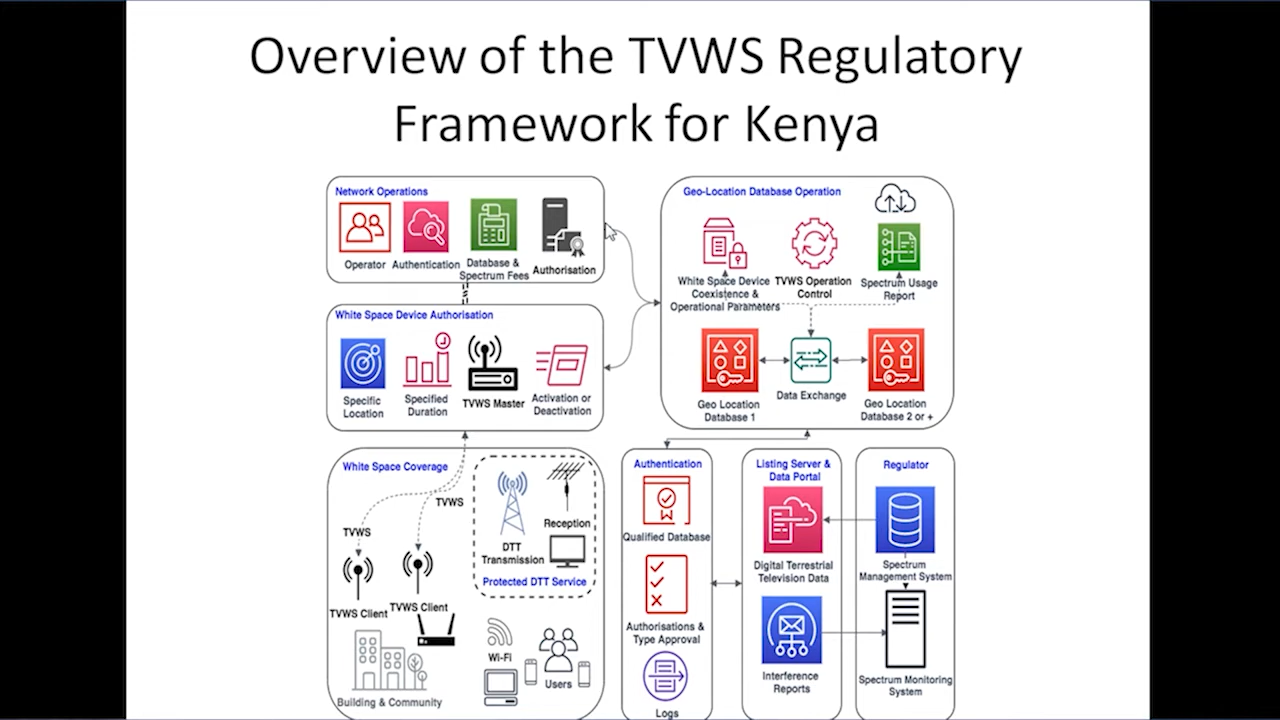 Overview of the TVWS Regulatory
Framework for Kenya
Network Operations
Operator
Authentication
Database &
Spectrum Fees
Authorisation
White Space Device Authorisation
Specific
Location
Specified
Duration
TVWS Master
Activation or
Deactivation
Geo-Location Database Operation
White Space Device
Coexistence &
Operational Parameters
TVWS Operation
Control
Spectrum Usage
Report
Geo Location
Database 1
Data Exchange
Geo Location
Database 2 or +
White Space Coverage
TVWS
TVWS
TVWS Client
TVWS Client
DTT
Transmission
Reception
Protected DTT Service
Building & Community
Wi-Fi
Users
Authentication
Qualified Database
Authorisations &
Type Approval
Logs
Listing Server &
Data Portal
Digital Terrestrial
Television Data
Interference
Reports
Regulator
Spectrum
Management System
Spectrum Monitoring
System